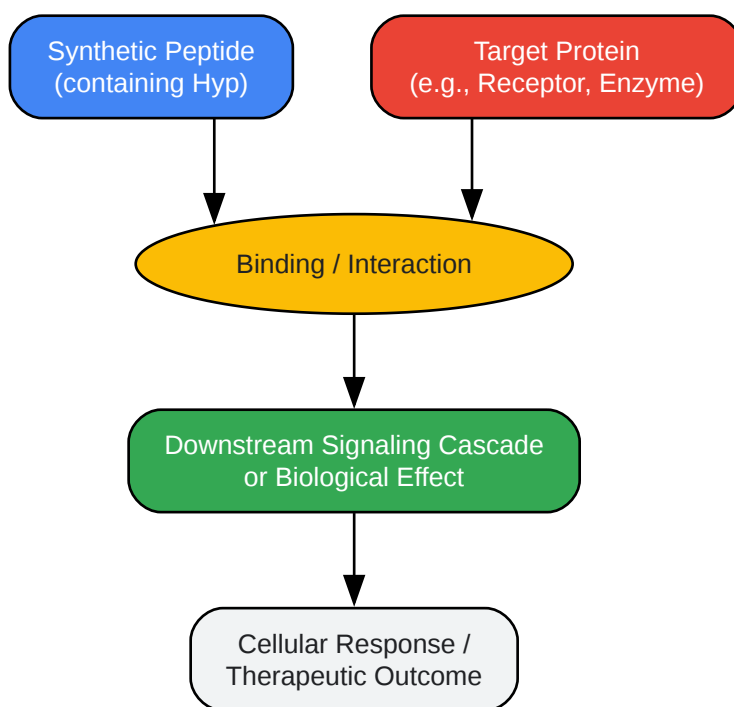 Synthetic Peptide
(containing Hyp)
Target Protein
(e.g., Receptor, Enzyme)
Binding / Interaction
Downstream Signaling Cascade
or Biological Effect
Cellular Response /
Therapeutic Outcome